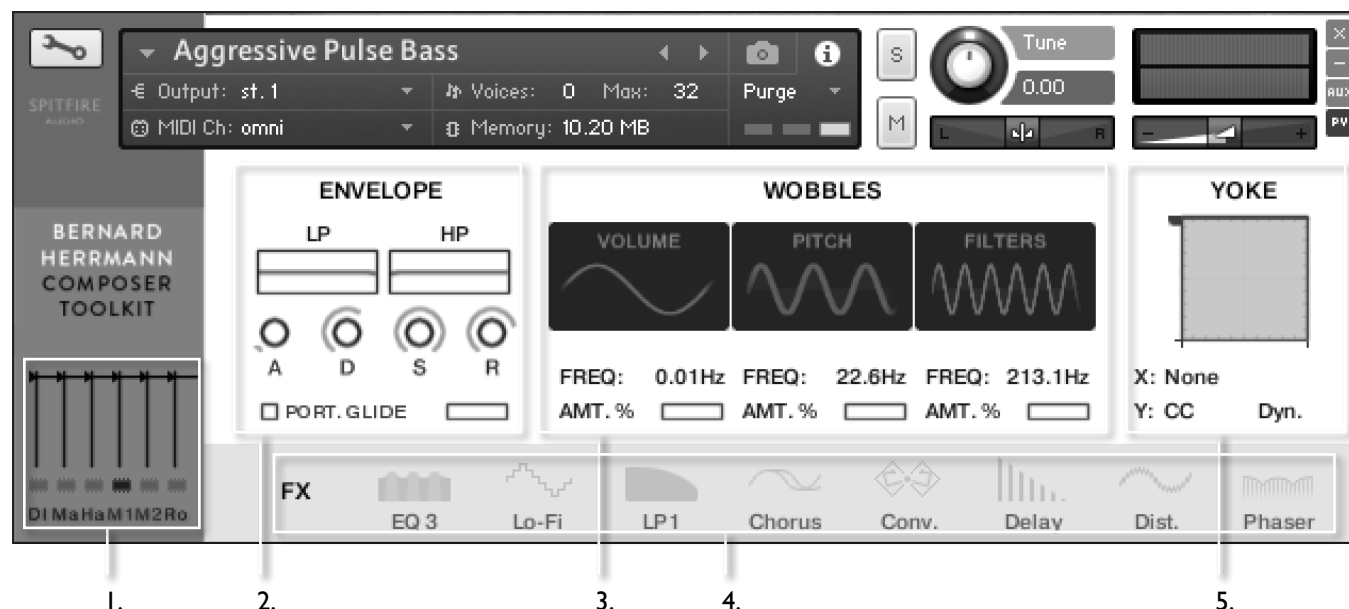 Aggressive Pulse Bass
i
S
Tune
×
−
AUX
PV
SPITFIRE
AUDIO
Output: st. 1
Voices: 0 Max: 32
Purge
0.00
MIDI Ch: omni
Memory: 10.20 MB
M
L R
− +
BERNARD
HERRMANN
COMPOSER
TOOLKIT
ENVELOPE
LP HP
A D S R
PORT. GLIDE
WOBBLES
VOLUME PITCH FILTERS
FREQ: 0.01Hz FREQ: 22.6Hz FREQ: 213.1Hz
AMT. % AMT. % AMT. %
YOKE
X: None
Y: CC Dyn.
DI Ma Ha M1 M2 Ro
FX
EQ 3 Lo-Fi LP1 Chorus Conv. Delay Dist. Phaser
1. 2. 3. 4. 5.